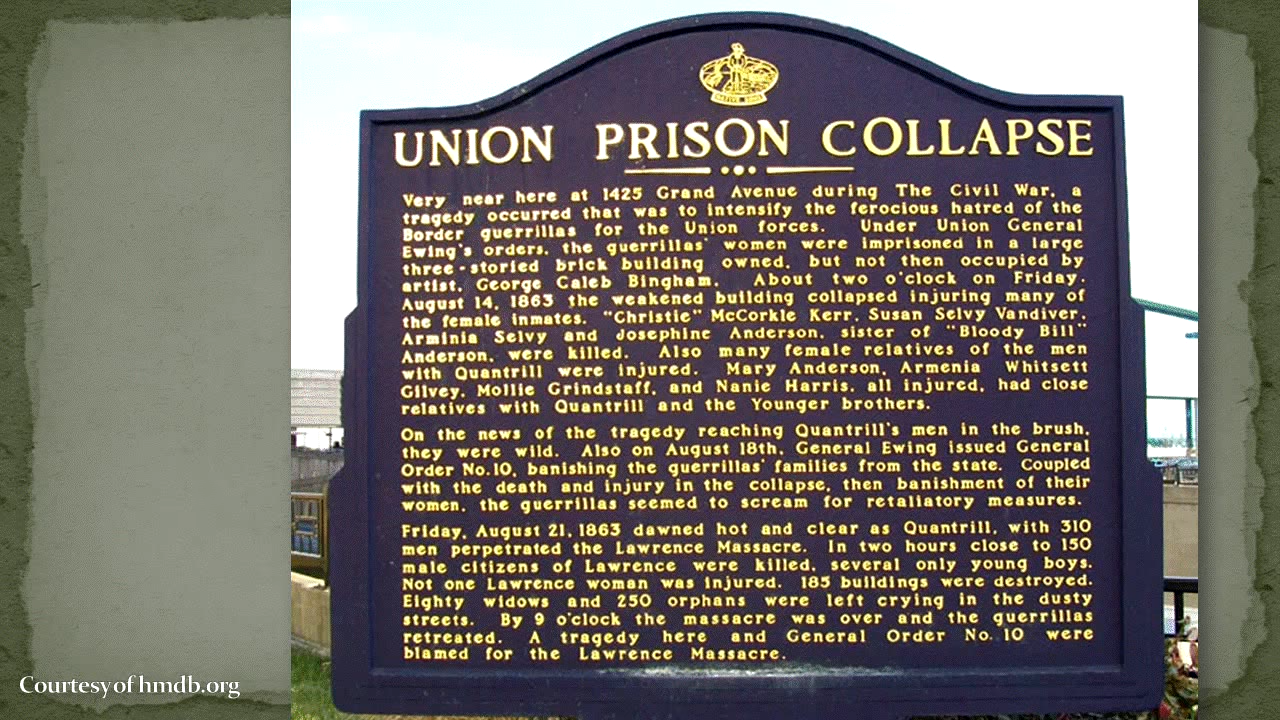 NATIVE SONS
UNION PRISON COLLAPSE
Very near here at 1425 Grand Avenue during The Civil War, a
tragedy occurred that was to intensify the ferocious hatred of the
Border guerrillas for the Union forces. Under Union General
Ewing's orders, the guerrillas' women were imprisoned in a large
three-storied brick building owned, but not then occupied by
artist, George Caleb Bingham. About two o'clock on Friday,
August 14, 1863 the weakened building collapsed injuring many of
the female inmates. "Christie" McCorkle Kerr, Susan Selvy Vandiver,
Arminia Selvy and Josephine Anderson, sister of "Bloody Bill"
Anderson, were killed. Also many female relatives of the men
with Quantrill were injured. Mary Anderson, Armenia Whitsett
Gilvey, Mollie Grindstaff, and Nanie Harris, all injured, had close
relatives with Quantrill and the Younger brothers.
On the news of the tragedy reaching Quantrill's men in the brush,
they were wild. Also on August 18th, General Ewing issued General
Order No.10, banishing the guerrillas' families from the state. Coupled
with the death and injury in the collapse, then banishment of their
women, the guerrillas seemed to scream for retaliatory measures.
Friday, August 21, 1863 dawned hot and clear as Quantrill, with 310
men perpetrated the Lawrence Massacre. In two hours close to 150
male citizens of Lawrence were killed, several only young boys.
Not one Lawrence woman was injured. 185 buildings were destroyed.
Eighty widows and 250 orphans were left crying in the dusty
streets. By 9 o'clock the massacre was over and the guerrillas
retreated. A tragedy here and General Order No. 10 were
blamed for the Lawrence Massacre.
Courtesy of hmdb.org